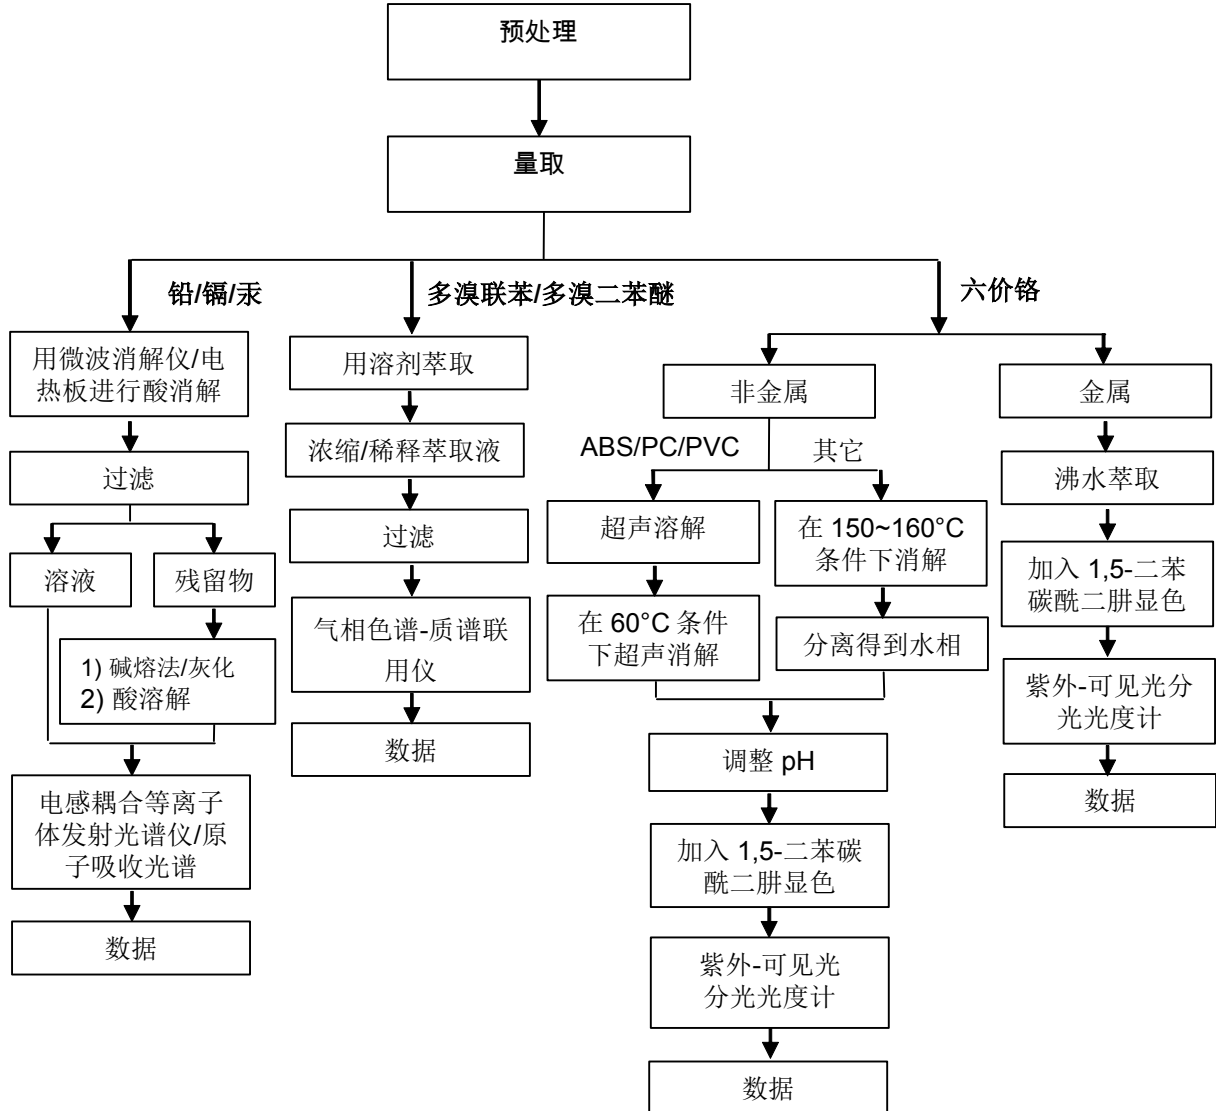 预处理
量取
铅/镉/汞
多溴联苯/多溴二苯醚
六价铬
用微波消解仪/电
热板进行酸消解
过滤
溶液
残留物
1) 碱熔法/灰化
2) 酸溶解
电感耦合等离子
体发射光谱仪/原
子吸收光谱
数据
用溶剂萃取
浓缩/稀释萃取液
过滤
气相色谱-质谱联
用仪
数据
非金属
ABS/PC/PVC
其它
超声溶解
在 60°C 条件
下超声消解
在 150~160°C
条件下消解
分离得到水相
调整 pH
加入 1,5-二苯碳
酰二肼显色
紫外-可见光
分光光度计
数据
金属
沸水萃取
加入 1,5-二苯
碳酰二肼显色
紫外-可见光分
光光度计
数据